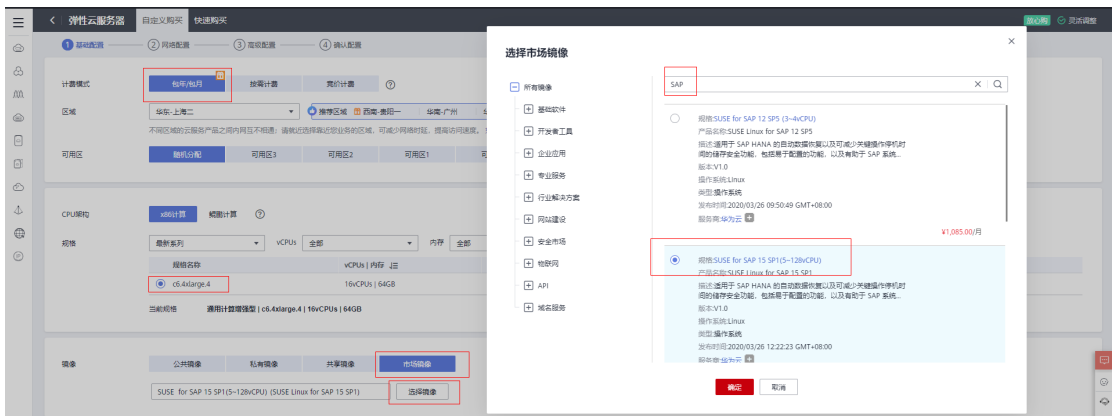 弹性云服务器 自定义购买 快速购买
放心购 灵活调整
1 基础配置 2 网络配置 3 高级配置 4 确认配置
计费模式 包年/包月 按需计费 竞价计费
区域 华东-上海二 推荐区域 西南-贵阳一 华南-广州
不同区域的云服务产品之间内网互不相通；请就近选择靠近您业务的区域，可减少网络时延，提高访问速度。
可用区 随机分配 可用区3 可用区2 可用区1
CPU架构 x86计算 鲲鹏计算
规格 最新系列 vCPUs 全部 内存 全部
规格名称 vCPUs | 内存
c6.4xlarge.4 16vCPUs | 64GB
当前规格 通用计算增强型 | c6.4xlarge.4 | 16vCPUs | 64GB
镜像 公共镜像 私有镜像 共享镜像 市场镜像
SUSE for SAP 15 SP1(5~128vCPU) (SUSE Linux for SAP 15 SP1) 选择镜像
选择市场镜像
所有镜像
基础软件
开发者工具
企业应用
专业服务
行业解决方案
网站建设
安全市场
物联网
API
域名服务
SAP
规格:SUSE for SAP 12 SP5 (3~4vCPU)
产品名称:SUSE Linux for SAP 12 SP5
描述:适用于 SAP HANA 的自动数据恢复以及可减少关键操作停机时
间的储存安全功能，包括易于配置的功能，以及有助于 SAP 系统...
版本:V1.0
操作系统:Linux
类型:操作系统
发布时间:2020/03/26 09:50:49 GMT+08:00
服务商:华为云
¥1,085.00/月
规格:SUSE for SAP 15 SP1(5~128vCPU)
产品名称:SUSE Linux for SAP 15 SP1
描述:适用于 SAP HANA 的自动数据恢复以及可减少关键操作停机时
间的储存安全功能，包括易于配置的功能，以及有助于 SAP 系统...
版本:V1.0
操作系统:Linux
类型:操作系统
发布时间:2020/03/26 12:22:23 GMT+08:00
服务商:华为云
确定 取消